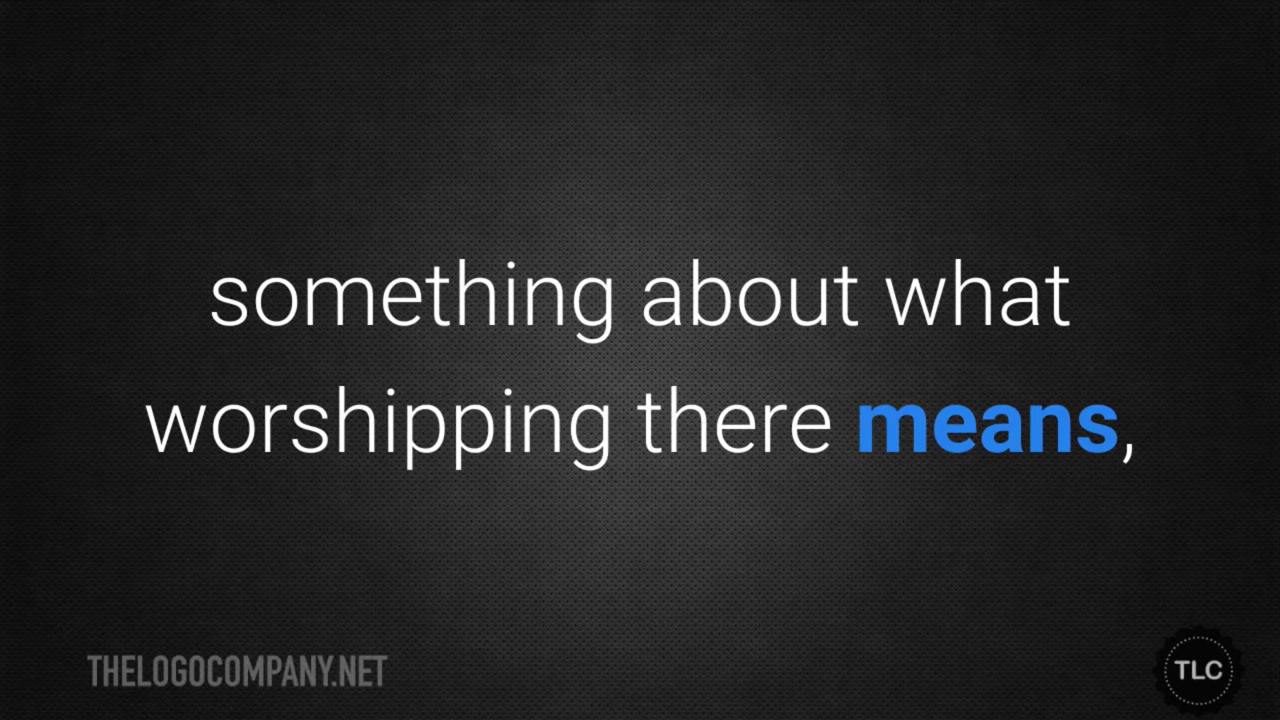 something about what
worshipping there means,
THELOGOCOMPANY.NET
TLC